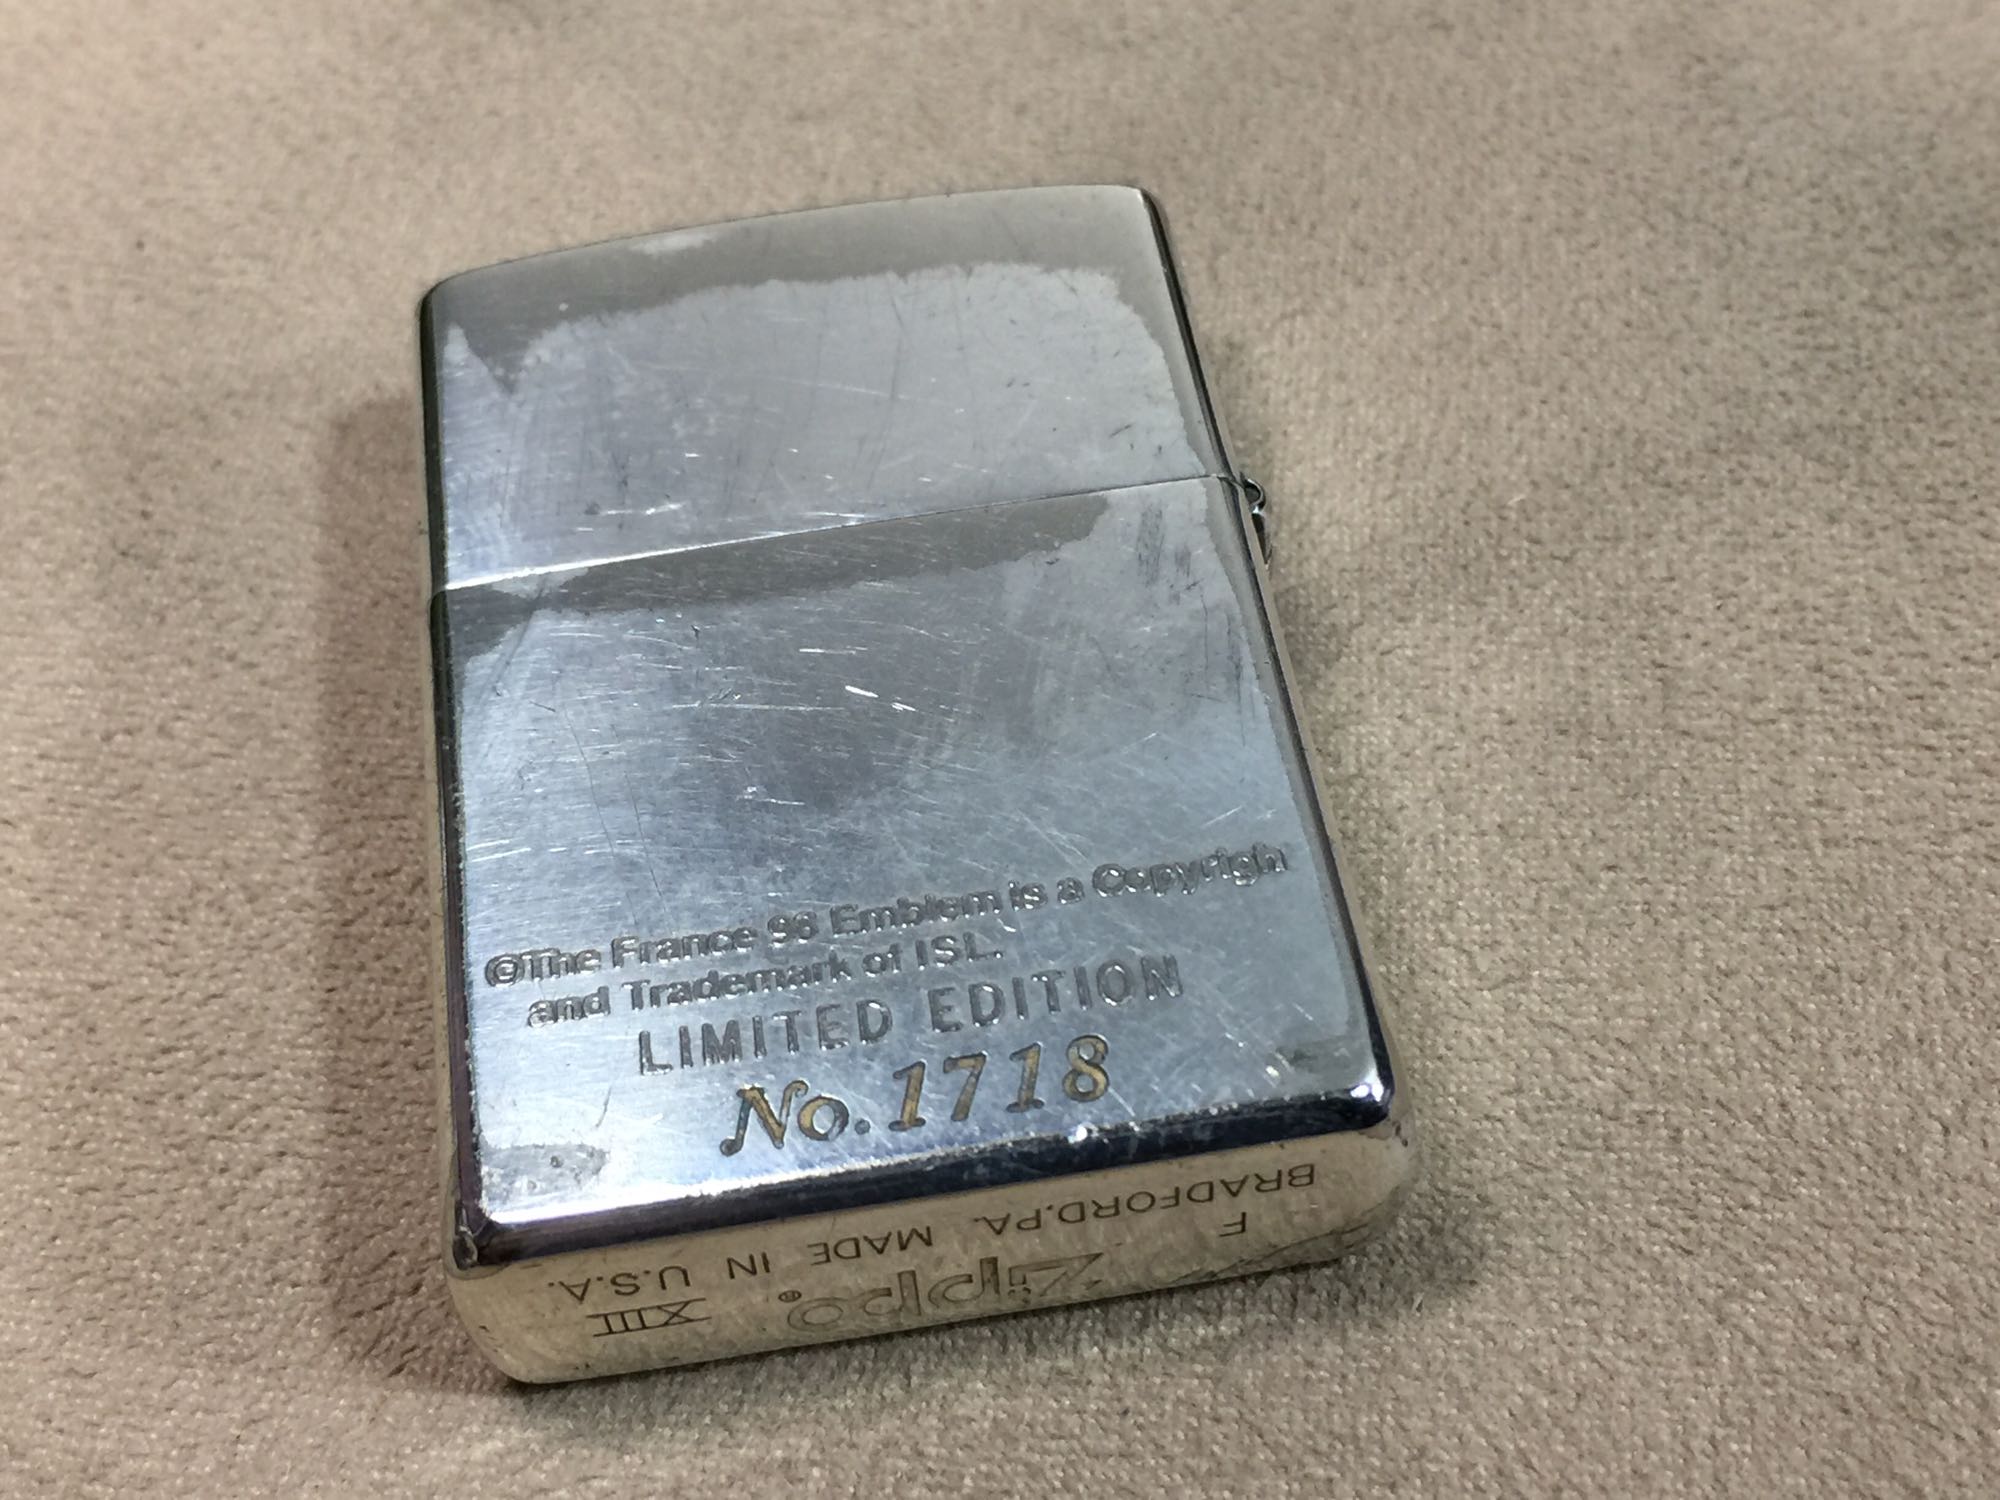 ©The France 98 Emblem is a Copyrigh
and Trademark of ISL.
LIMITED EDITION
No. 1718
BRADFORD.PA. MADE IN U.S.A.
F Zippo® XIII